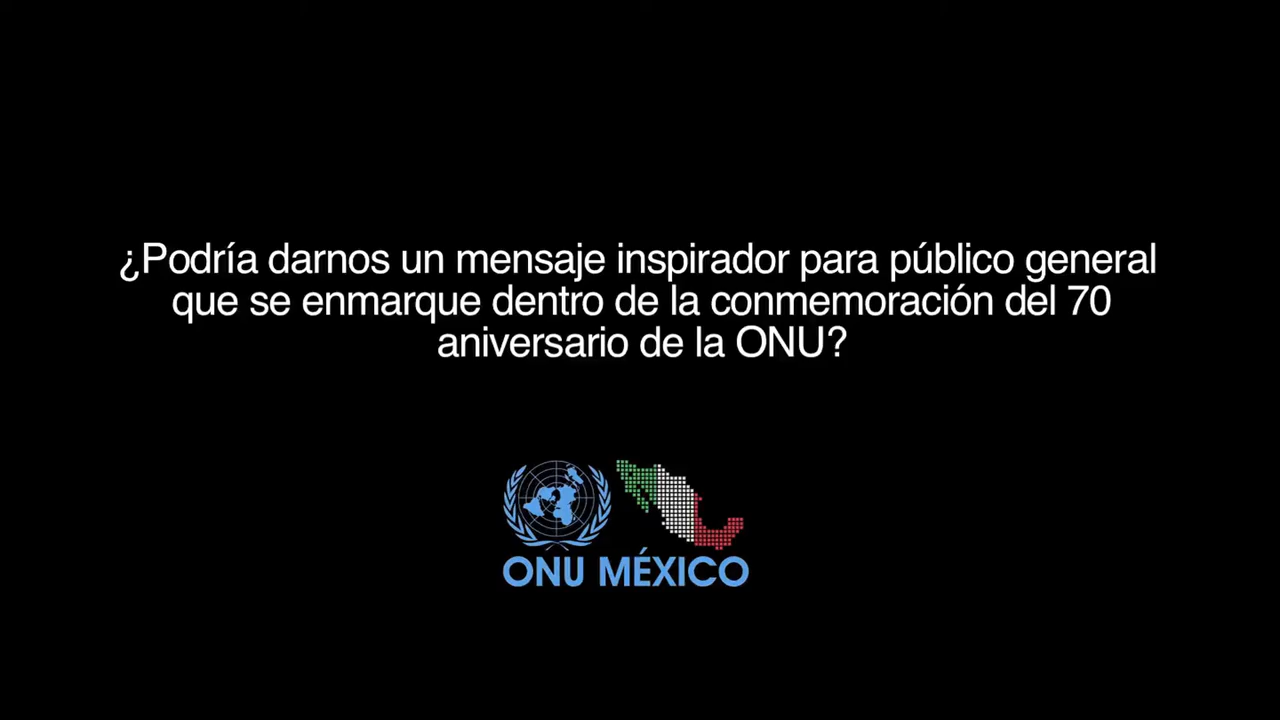 ¿Podría darnos un mensaje inspirador para público general
que se enmarque dentro de la conmemoración del 70
aniversario de la ONU?
ONU MÉXICO